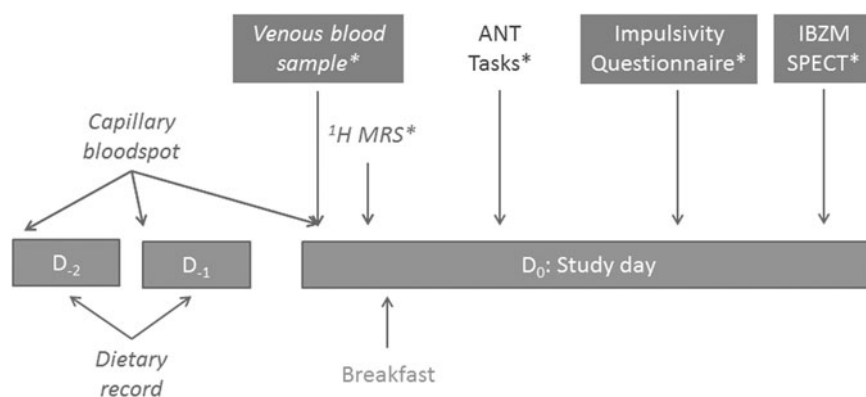 Venous blood
sample*
ANT
Tasks*
Impulsivity
Questionnaire*
IBZM
SPECT*
Capillary
bloodspot
¹H MRS*
D₋₂
D₋₁
D₀: Study day
Dietary
record
Breakfast